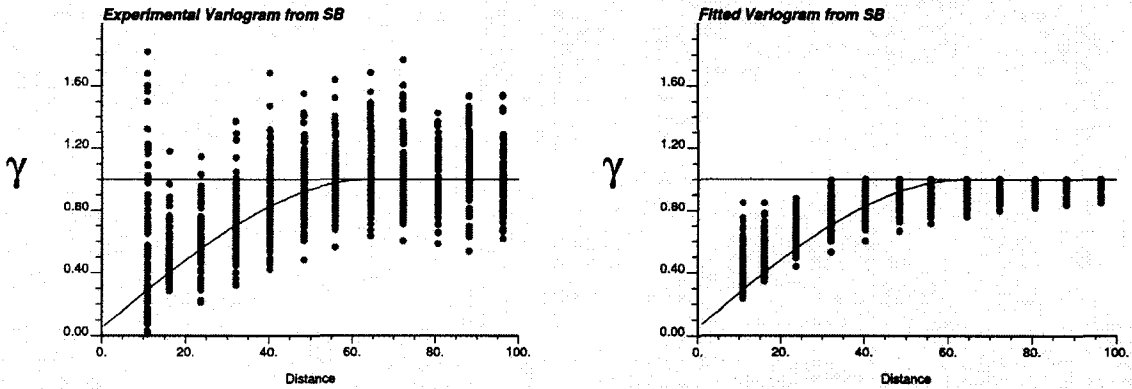 Experimental Variogram from SB
1.60
1.20
γ
0.80
0.40
0.00
0. 20. 40. 60. 80. 100.
Distance
Fitted Variogram from SB
1.60
1.20
γ
0.80
0.40
0.00
0. 20. 40. 60. 80. 100.
Distance